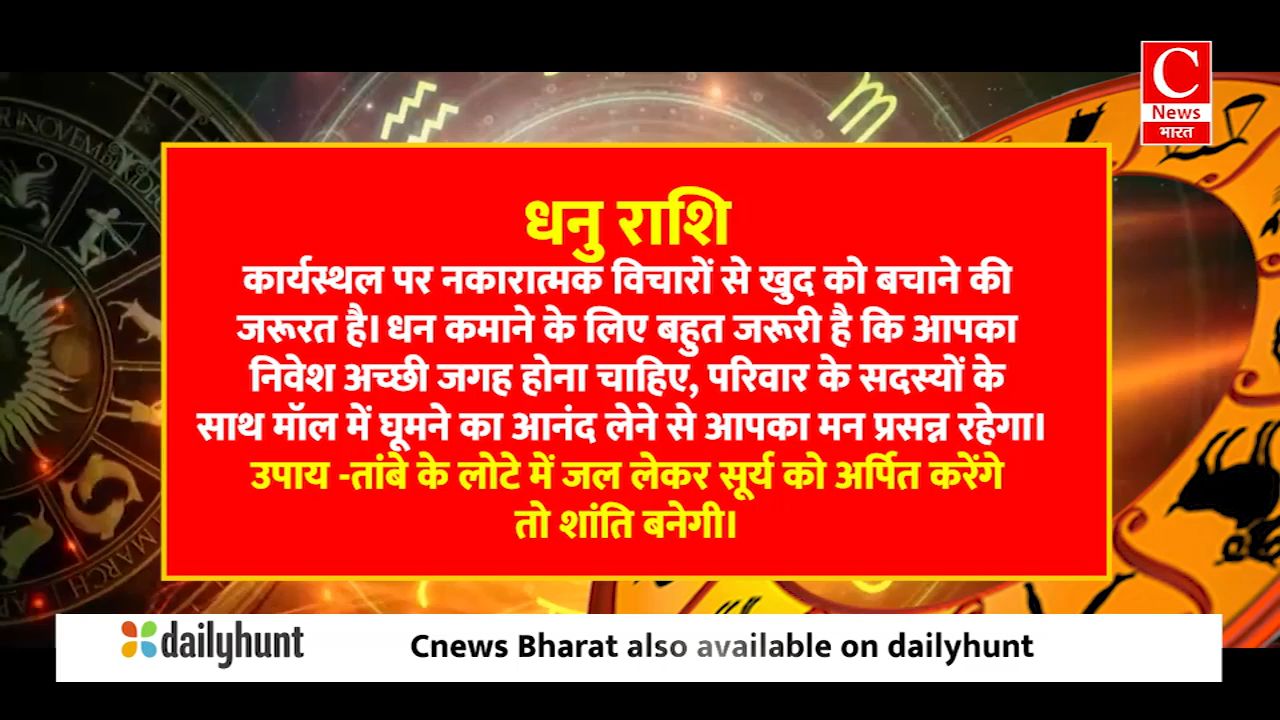 C
News
भारत
NOVEMBER
धनु राशि
कार्यस्थल पर नकारात्मक विचारों से खुद को बचाने की
जरूरत है। धन कमाने के लिए बहुत जरूरी है कि आपका
निवेश अच्छी जगह होना चाहिए, परिवार के सदस्यों के
साथ मॉल में घूमने का आनंद लेने से आपका मन प्रसन्न रहेगा।
उपाय -तांबे के लोटे में जल लेकर सूर्य को अर्पित करेंगे
तो शांति बनेगी।
MARCH
dailyhunt
Cnews Bharat also available on dailyhunt